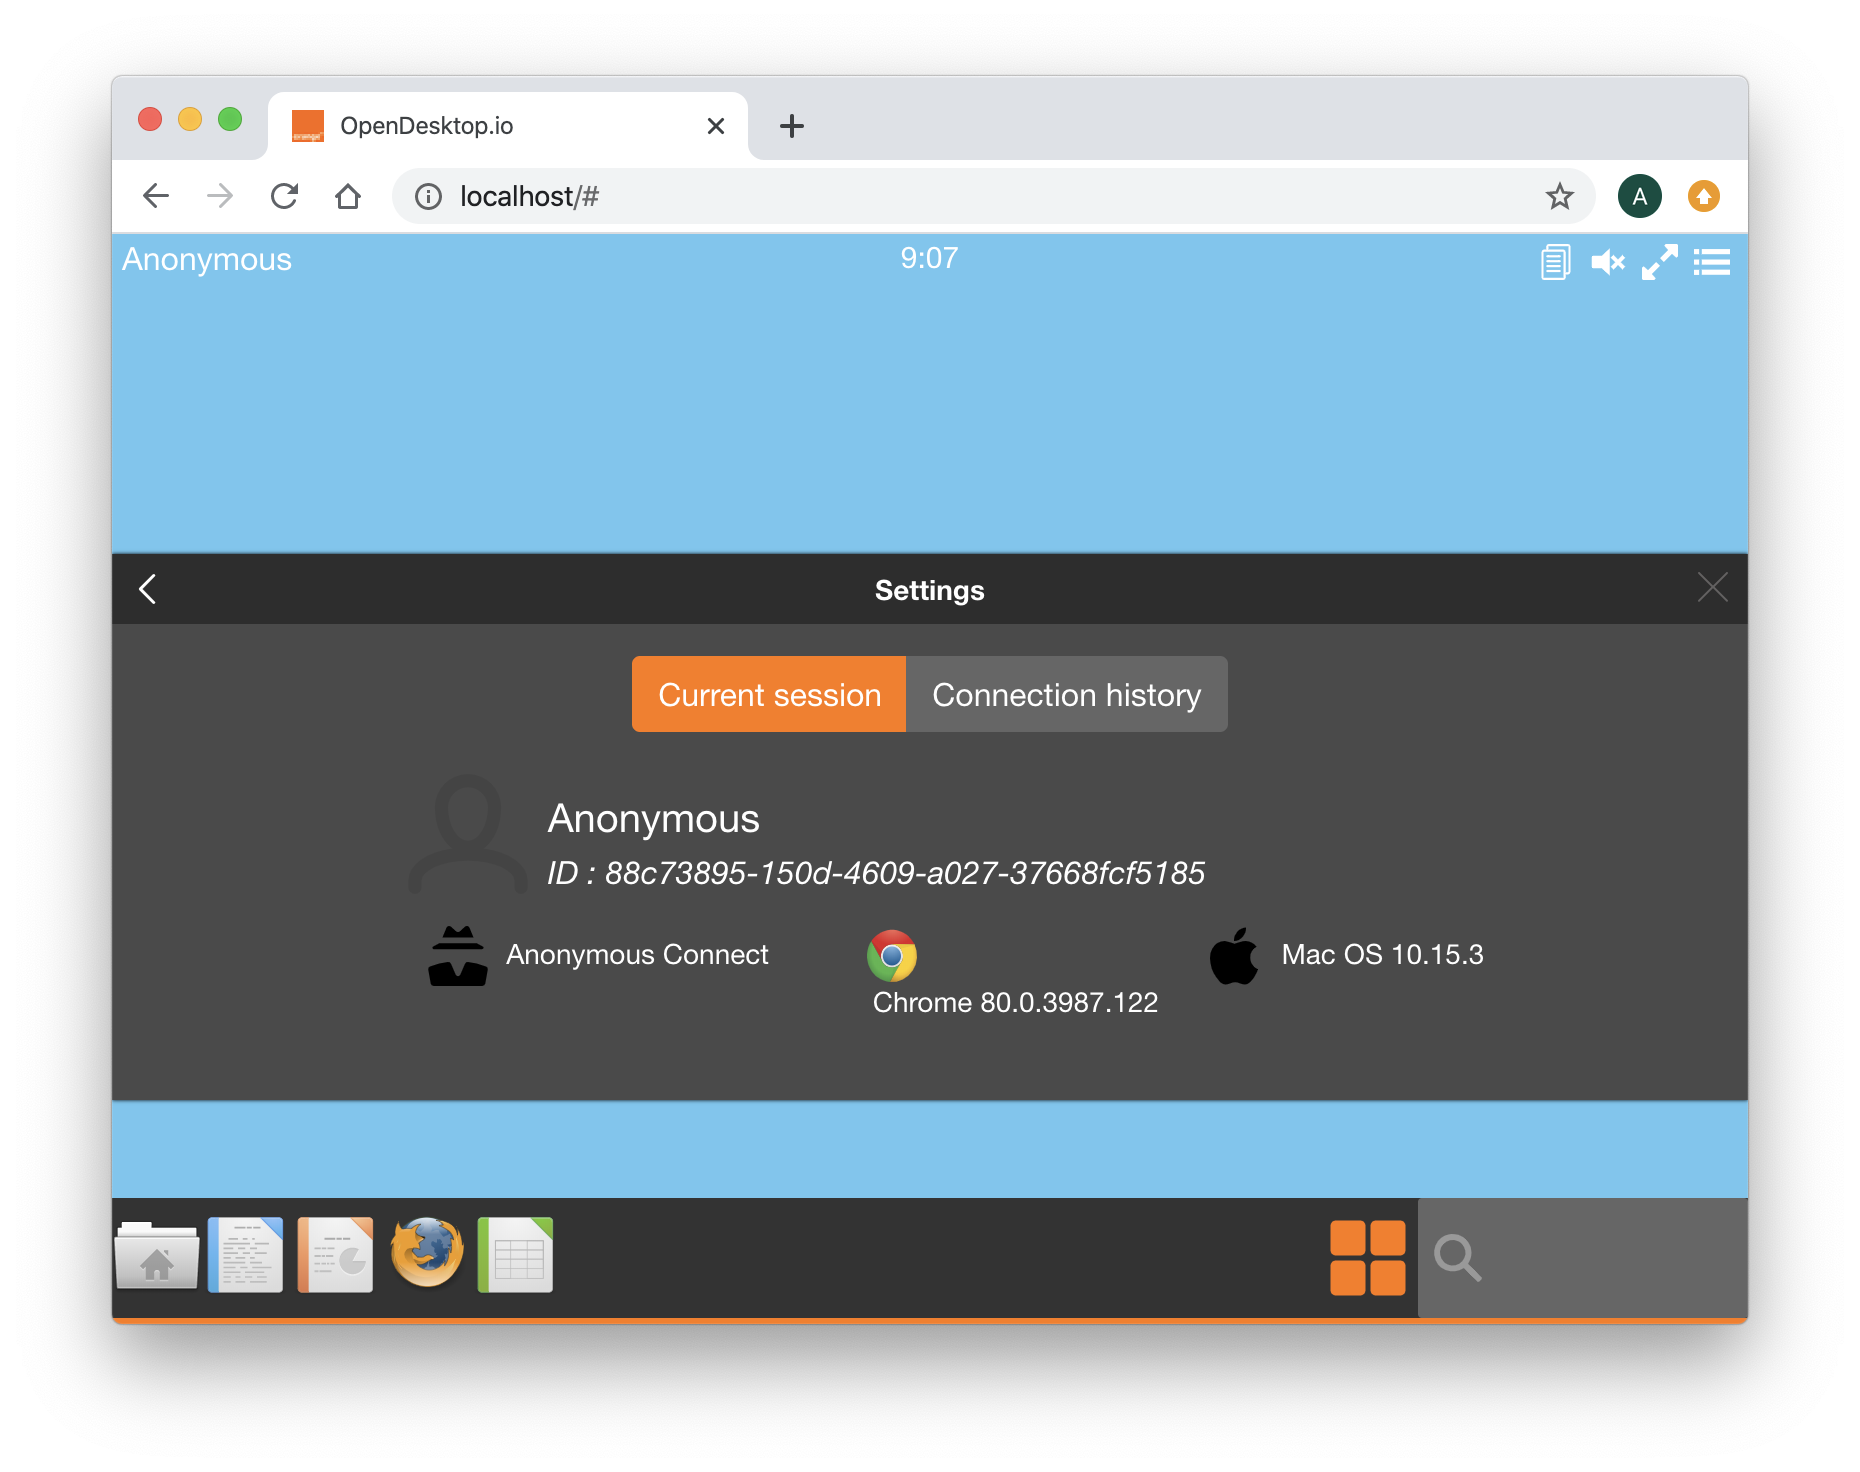 OpenDesktop.io
localhost/#
A
Anonymous
9:07
Settings
Current session
Connection history
Anonymous
ID : 88c73895-150d-4609-a027-37668fcf5185
Anonymous Connect
Mac OS 10.15.3
Chrome 80.0.3987.122